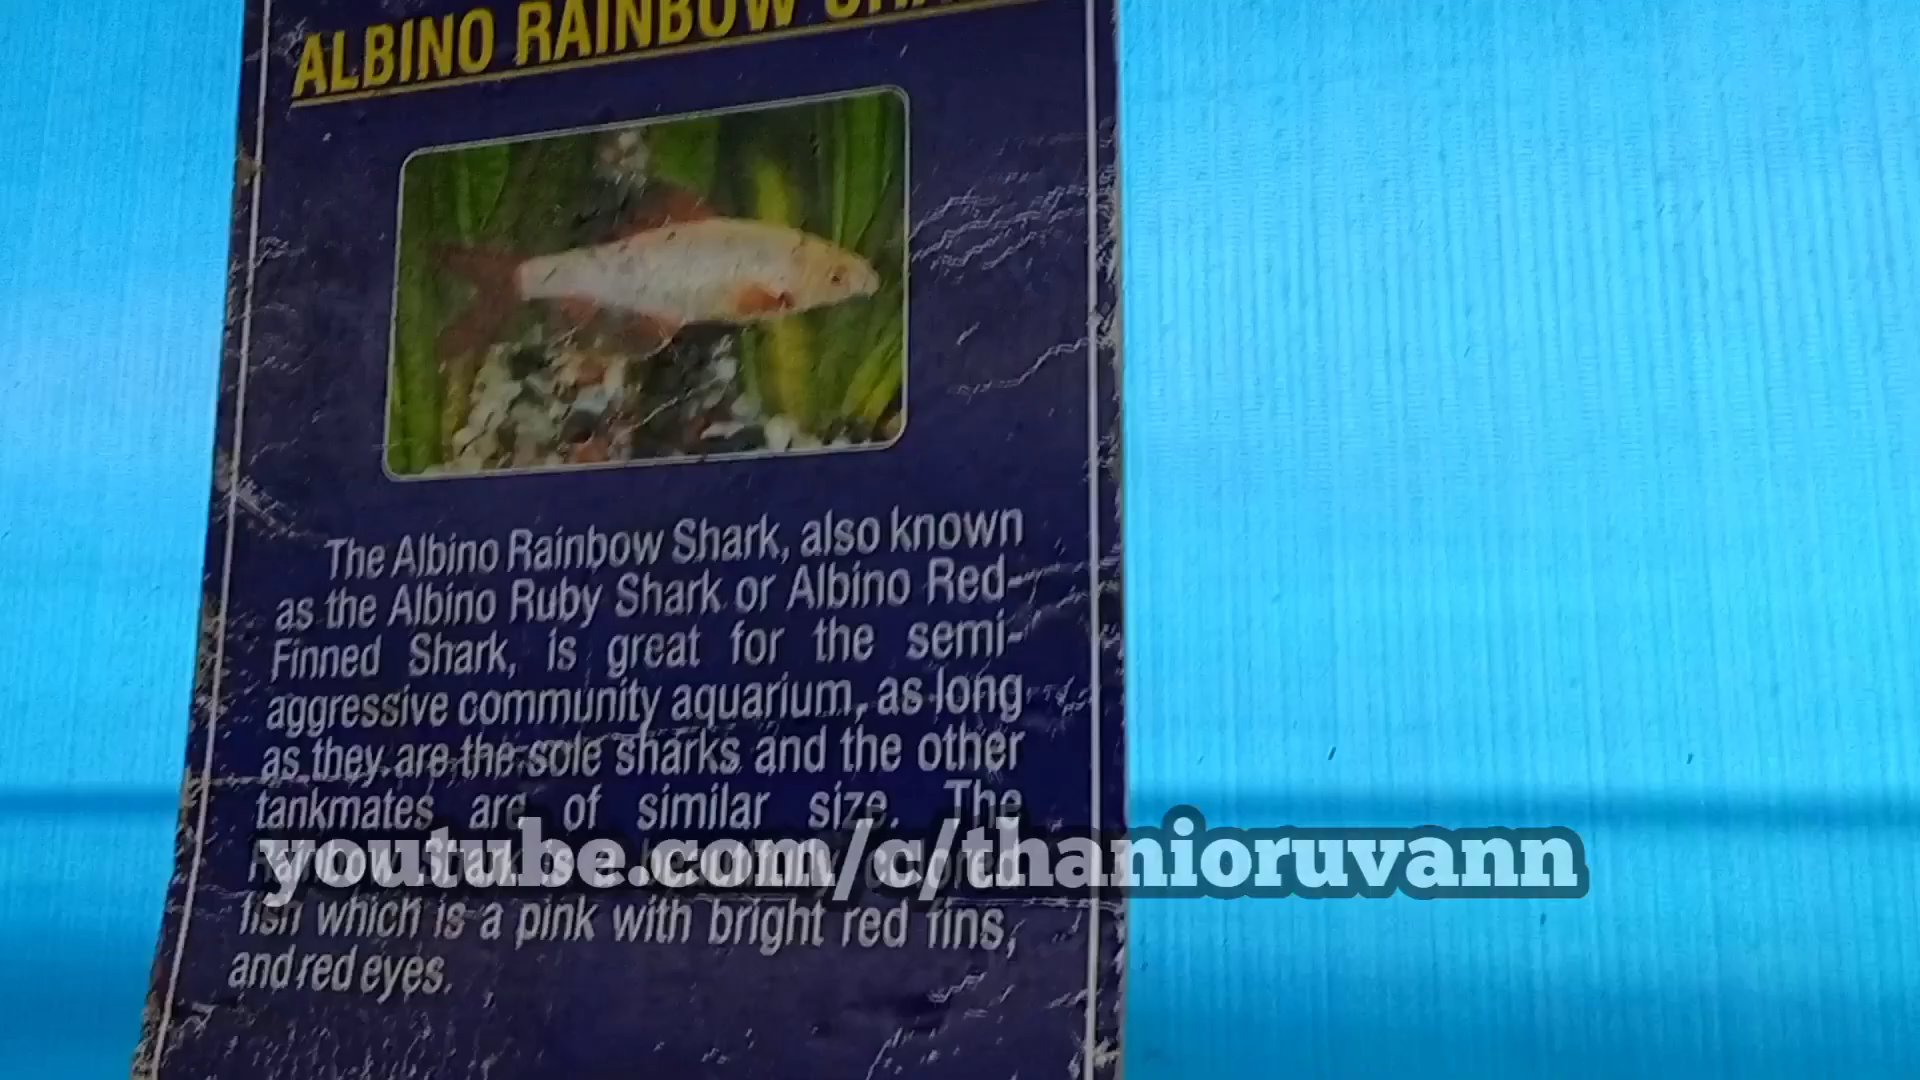 ALBINO RAINBOW
The Albino Rainbow Shark, also known
as the Albino Ruby Shark or Albino Red-
Finned Shark, is great for the semi-
aggressive community aquarium, as long
as they are the sole sharks and the other
tankmates are of similar size. The
Rainbow Shark is a
youtube.com/c/thanioruvann
fish which is a pink with bright red fins,
and red eyes.